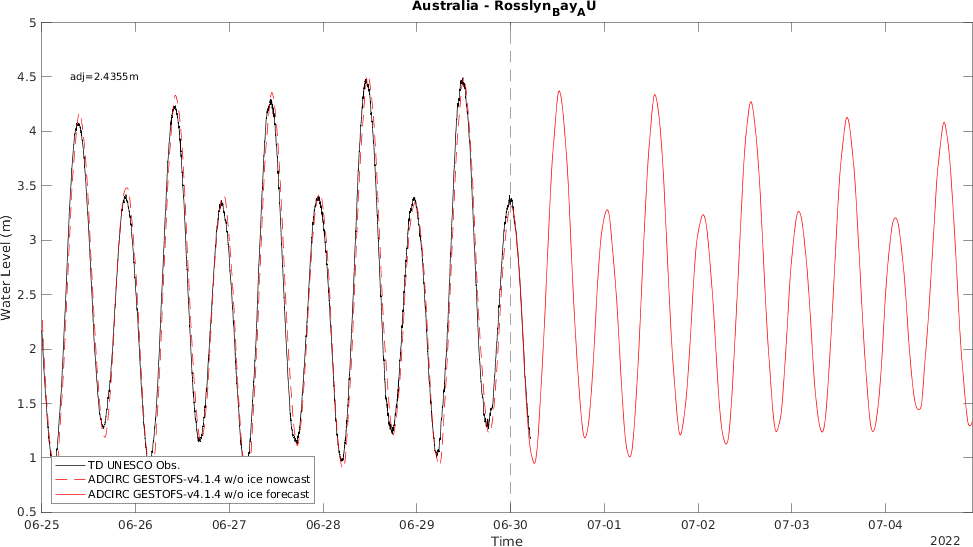 Australia - Rosslyn_Bay_AU
Water Level (m)
5
4.5
4
3.5
3
2.5
2
1.5
1
0.5
adj=2.4355m
TD UNESCO Obs.
ADCIRC GESTOFS-v4.1.4 w/o ice nowcast
ADCIRC GESTOFS-v4.1.4 w/o ice forecast
06-25 06-26 06-27 06-28 06-29 06-30 07-01 07-02 07-03 07-04
Time
2022